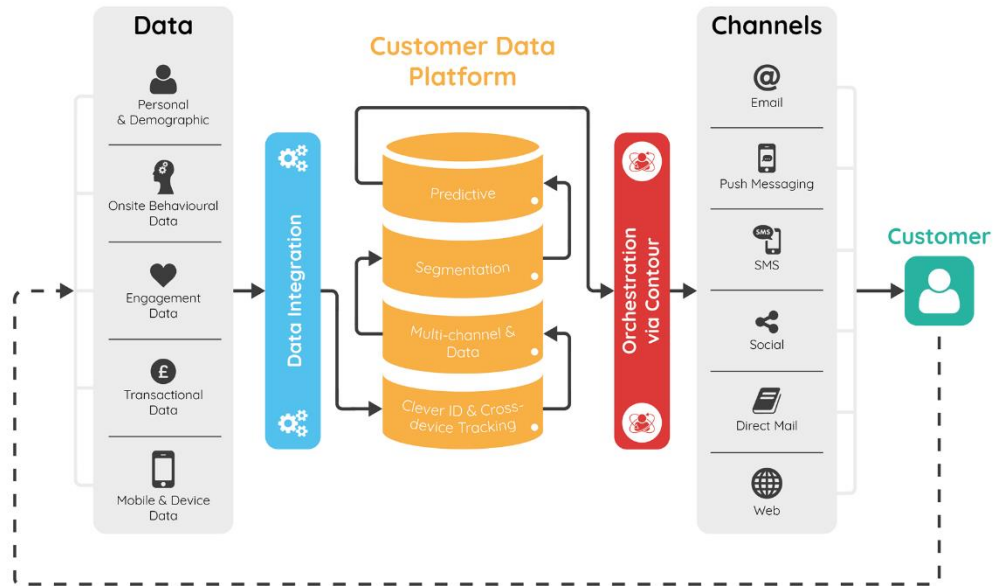 Data
Personal
& Demographic
Onsite Behavioural
Data
Engagement
Data
£
Transactional
Data
Mobile & Device
Data
Data Integration
Customer Data
Platform
Predictive
Segmentation
Multi-channel &
Data
Clever ID & Cross-
device Tracking
Orchestration
via Contour
Channels
@
Email
Push Messaging
SMS
SMS
Social
Direct Mail
Web
Customer